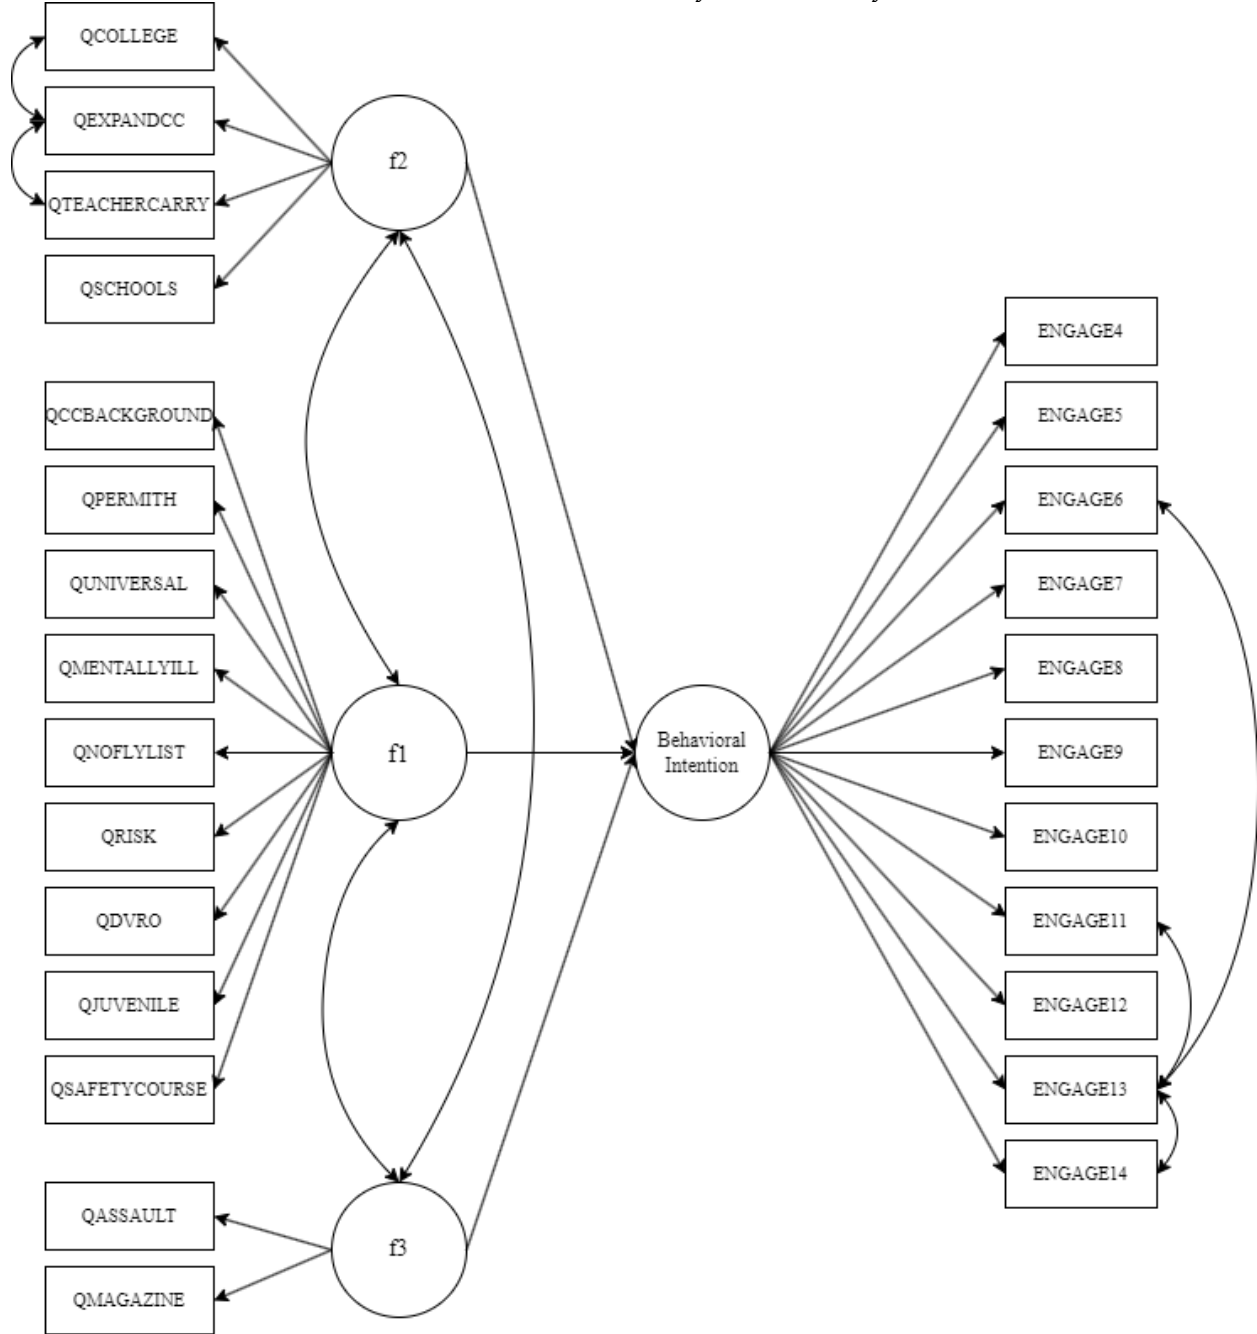 QCOLLEGE
QEXPANDCC
QTEACHERCARRY
QSCHOOLS
f2
QCCBACKGROUND
QPERMITH
QUNIVERSAL
QMENTALLYILL
QNOFLYLIST
QRISK
QDVRO
QJUVENILE
QSAFETYCOURSE
f1
QASSAULT
QMAGAZINE
f3
Behavioral
Intention
ENGAGE4
ENGAGE5
ENGAGE6
ENGAGE7
ENGAGE8
ENGAGE9
ENGAGE10
ENGAGE11
ENGAGE12
ENGAGE13
ENGAGE14